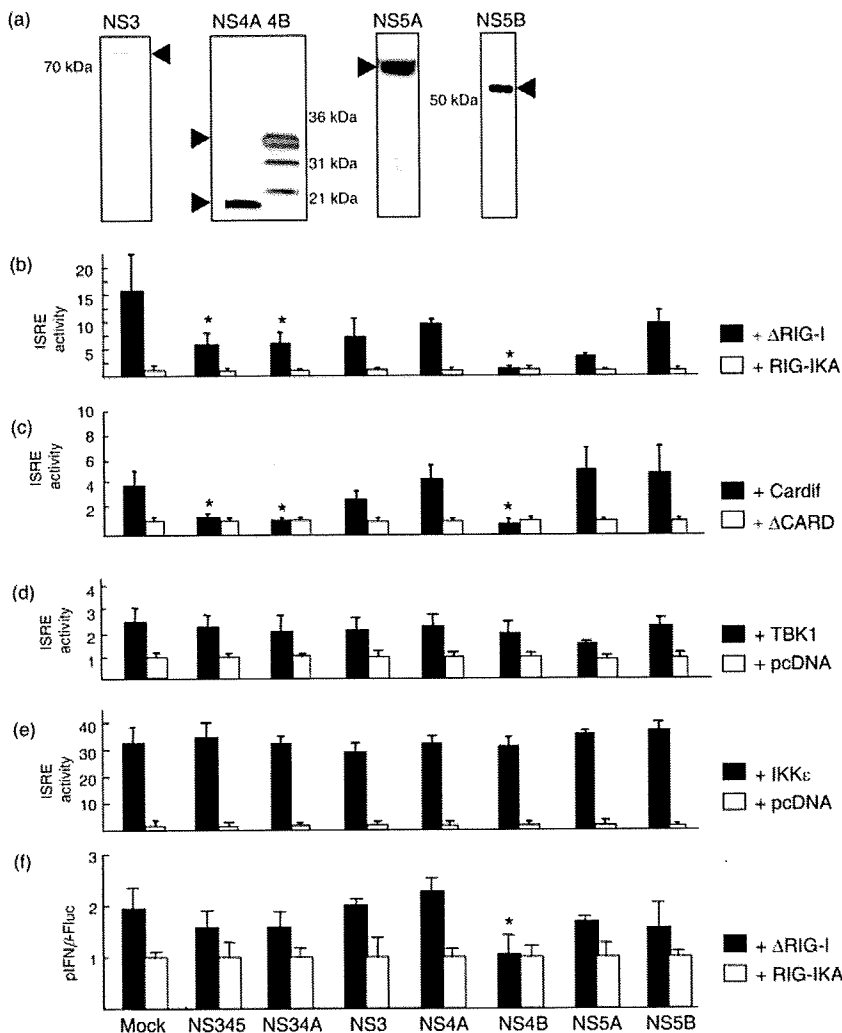 (a)
NS3 NS4A 4B NS5A NS5B
70 kDa
36 kDa
31 kDa
21 kDa
50 kDa
(b)
ISRE
activity
20
15
10
5
* * *
+ ΔRIG-I
+ RIG-IKA
(c)
ISRE
activity
10
8
6
4
2
* * *
+ Cardif
+ ΔCARD
(d)
ISRE
activity
4
3
2
1
+ TBK1
+ pcDNA
(e)
ISRE
activity
40
30
20
10
+ IKKε
+ pcDNA
(f)
pIFNβ-Fluc
3
2
1
*
+ ΔRIG-I
+ RIG-IKA
Mock NS345 NS34A NS3 NS4A NS4B NS5A NS5B